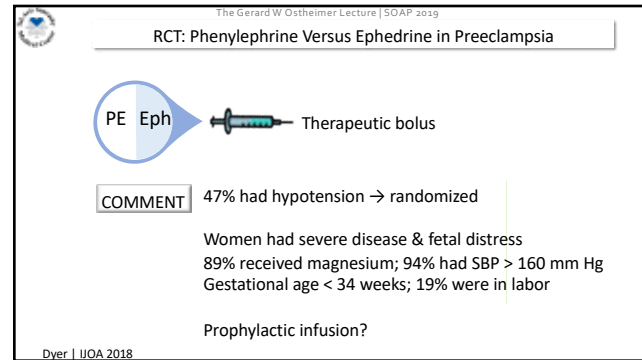 The Gerard W Ostheimer Lecture | SOAP 2019
RCT: Phenylephrine Versus Ephedrine in Preeclampsia
PE Eph
Therapeutic bolus
COMMENT
47% had hypotension → randomized
Women had severe disease & fetal distress
89% received magnesium; 94% had SBP > 160 mm Hg
Gestational age < 34 weeks; 19% were in labor
Prophylactic infusion?
Dyer | IJOA 2018